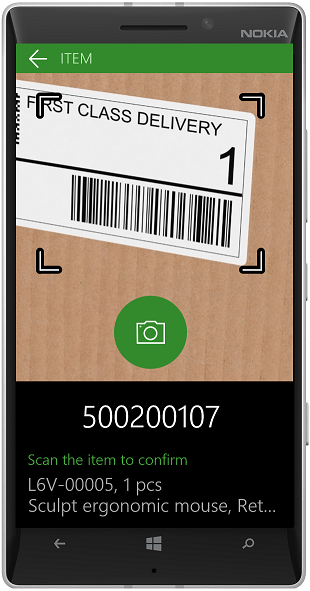 NOKIA
ITEM
FIRST CLASS DELIVERY
1
500200107
Scan the item to confirm
L6V-00005, 1 pcs
Sculpt ergonomic mouse, Ret...